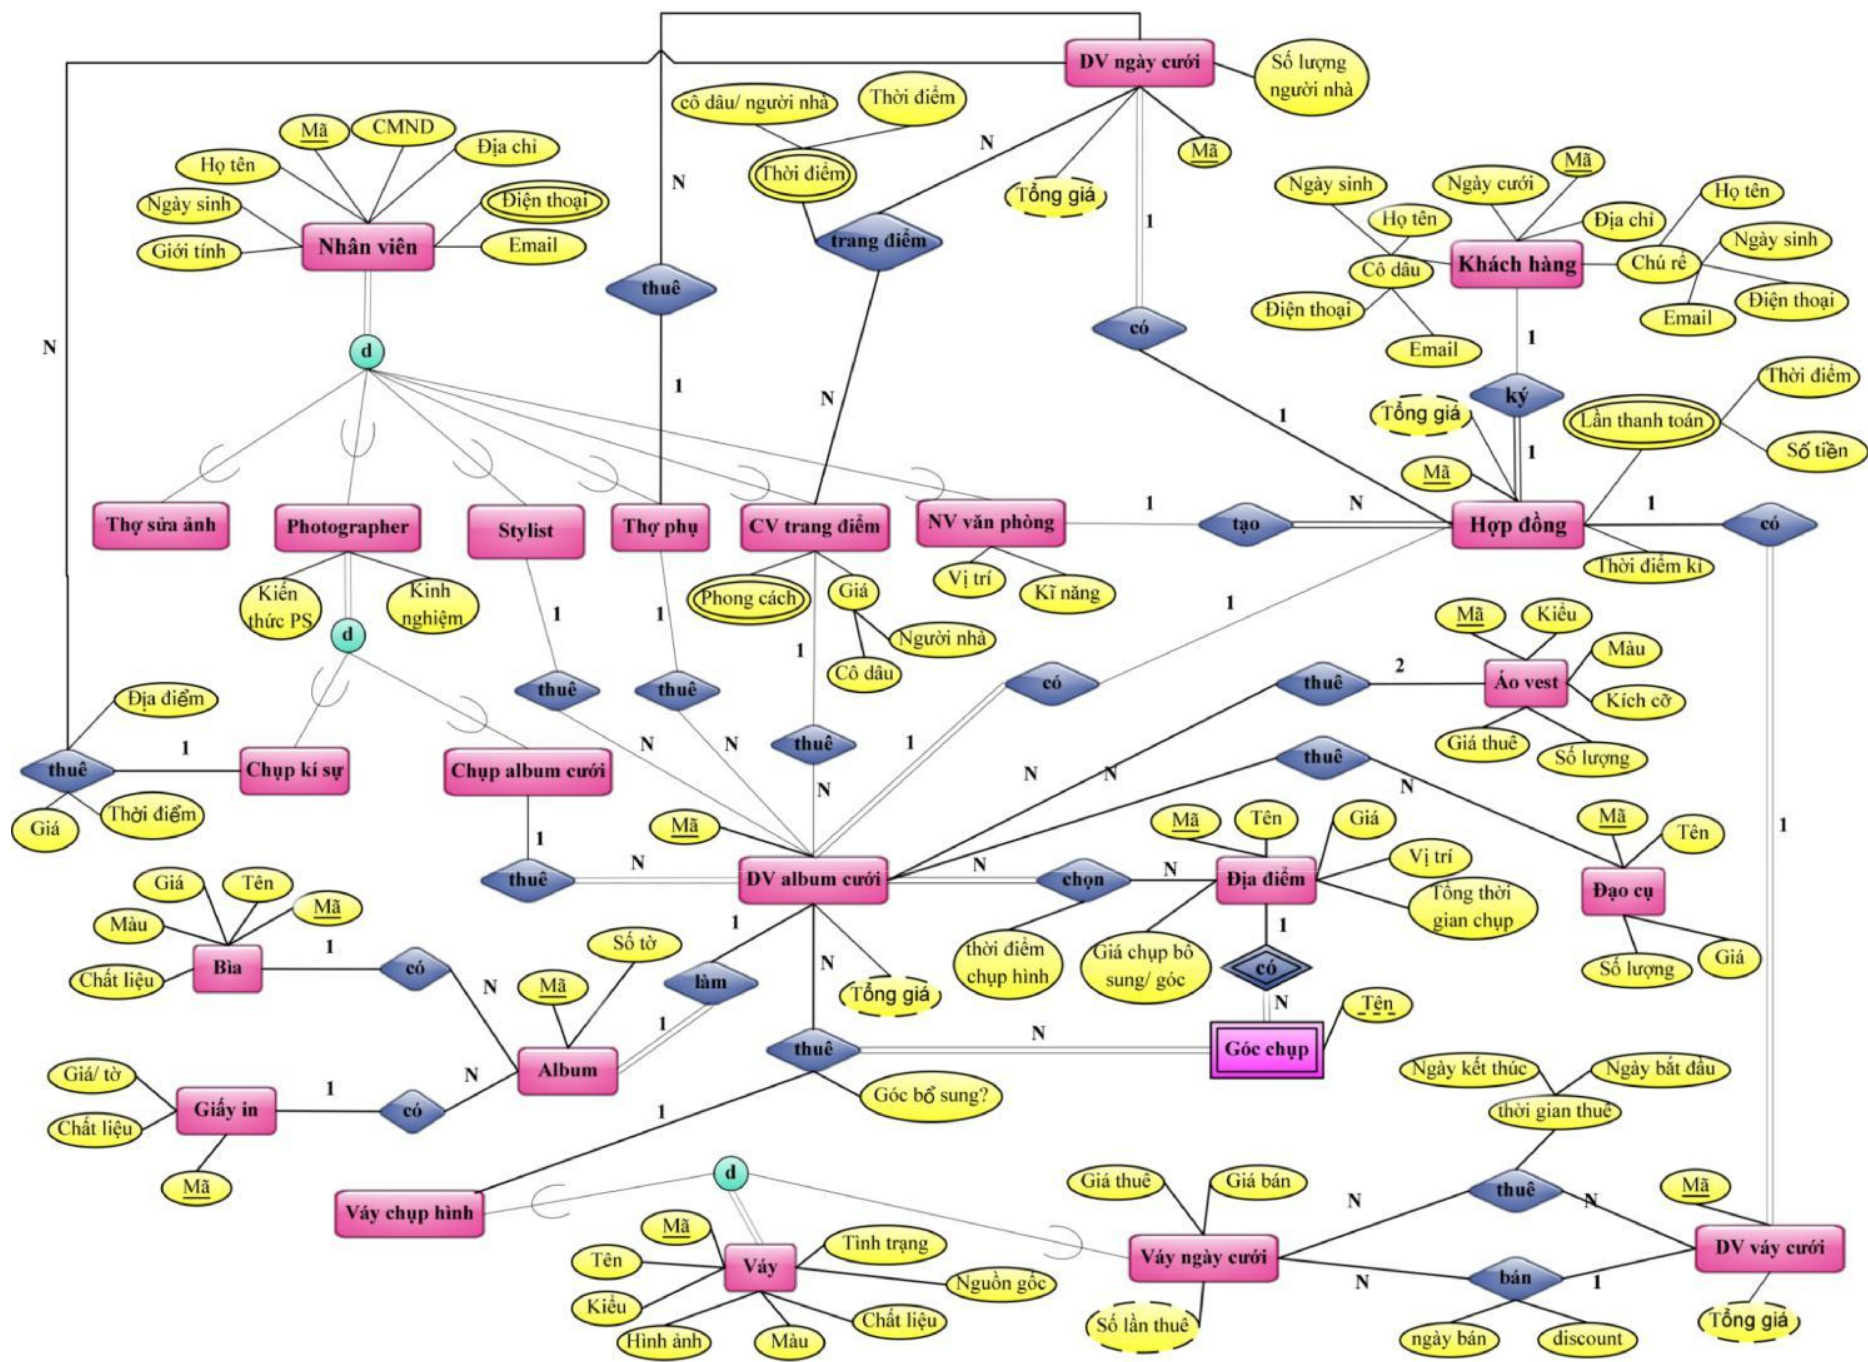 DV ngày cưới
Số lượng
người nhà
cô dâu/ người nhà
Thời điểm
Mã
CMND
Địa chỉ
Họ tên
N
N
Thời điểm
Mã
Tổng giá
Ngày sinh
Giới tính
Nhân viên
Điện thoại
Email
N
1
trang điểm
thuê
có
Ngày sinh
Ngày cưới
Mã
Họ tên
Họ tên
Địa chỉ
Ngày sinh
Cô dâu
Khách hàng
Chú rể
Điện thoại
Điện thoại
Email
Email
N
d
1
N
1
1
ký
Tổng giá
Lần thanh toán
Thời điểm
Số tiền
1
Mã
Thợ sửa ảnh
Photographer
Stylist
Thợ phụ
CV trang điểm
NV văn phòng
1
tạo
N
Hợp đồng
1
có
Thời điểm kí
Kiến
thức PS
Kinh
nghiệm
d
Phong cách
Giá
Người nhà
Cô dâu
Vị trí
Kĩ năng
1
1
1
1
thuê
thuê
có
thuê
2
Áo vest
Mã
Kiểu
Màu
Kích cỡ
Giá thuê
Số lượng
Địa điểm
thuê
1
Chụp kí sự
Giá
Thời điểm
Chụp album cưới
N
N
thuê
N
1
N
N
thuê
N
1
thuê
N
Mã
DV album cưới
N
chọn
N
Địa điểm
Mã
Tên
Giá
Vị trí
Tổng thời
gian chụp
Mã
Tên
Đạo cụ
Số lượng
Giá
1
Giá
Tên
Mã
Màu
Chất liệu
Bìa
1
có
N
Mã
Số tờ
1
làm
1
N
Tổng giá
thời điểm
chụp hình
Giá chụp bổ
sung/ góc
1
có
N
Tên
Album
thuê
N
Góc chụp
Giá/ tờ
Chất liệu
Giấy in
1
có
N
Mã
1
Góc bổ sung?
Ngày kết thúc
Ngày bắt đầu
thời gian thuê
Váy chụp hình
d
Mã
Tên
Kiểu
Hình ảnh
Váy
Tình trạng
Nguồn gốc
Chất liệu
Màu
Giá thuê
Giá bán
Váy ngày cưới
Số lần thuê
N
thuê
N
Mã
DV váy cưới
N
bán
1
ngày bán
discount
Tổng giá